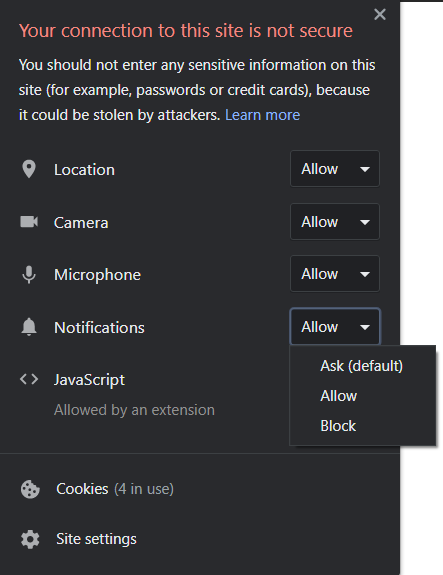 Your connection to this site is not secure
You should not enter any sensitive information on this
site (for example, passwords or credit cards), because
it could be stolen by attackers. Learn more
Location Allow
Camera Allow
Microphone Allow
Notifications Allow
Ask (default)
Allow
Block
JavaScript
Allowed by an extension
Cookies (4 in use)
Site settings